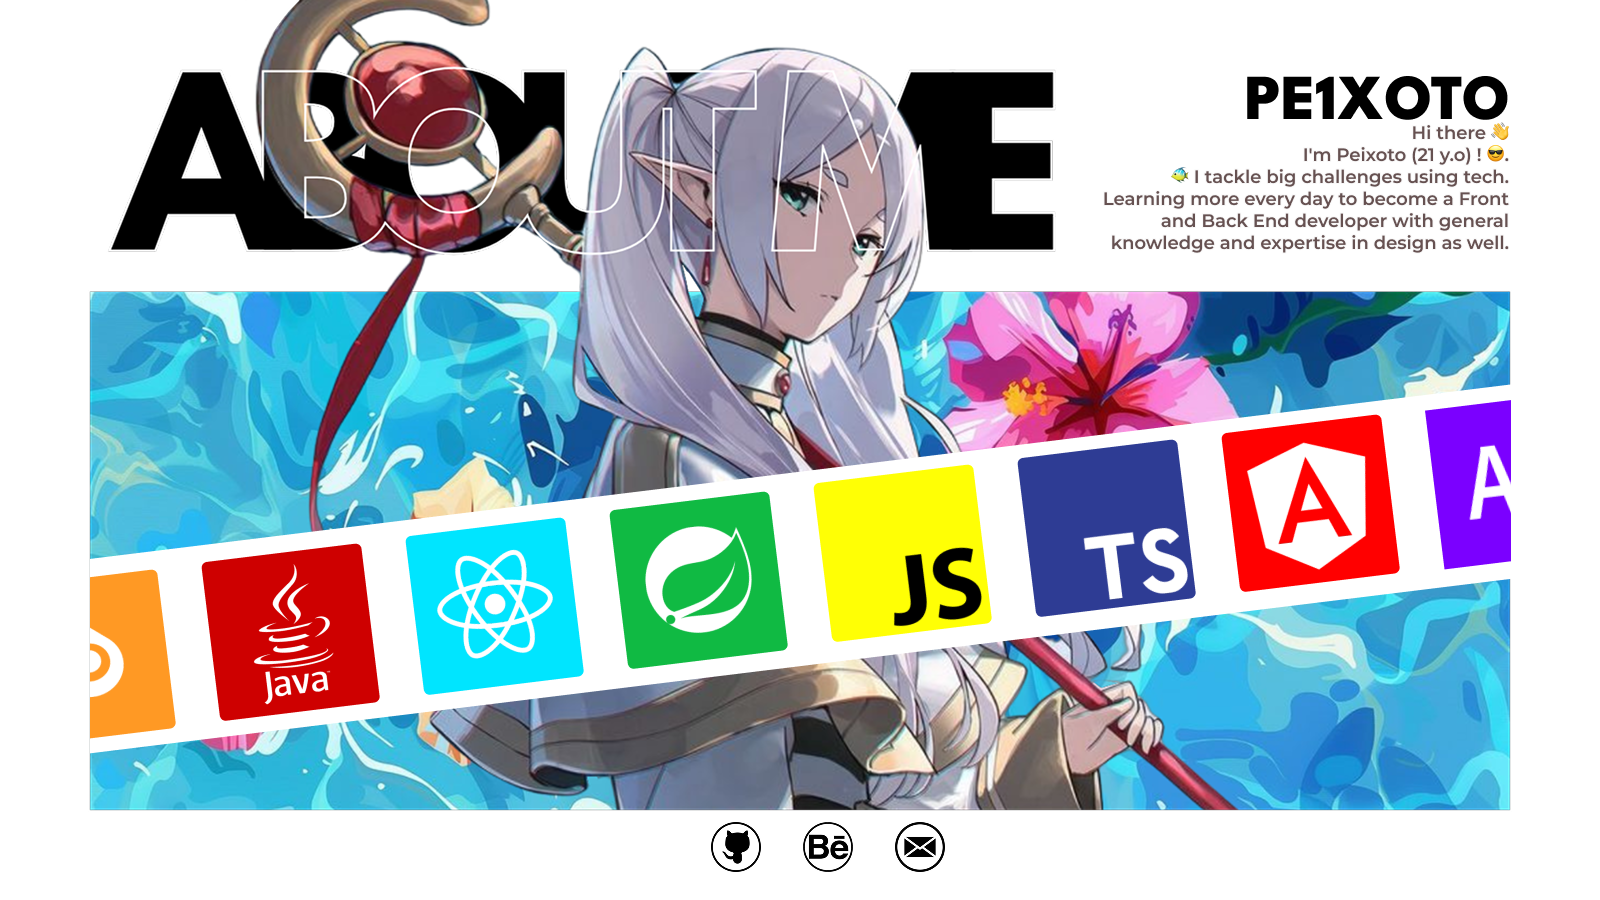 ABOUT ME
PE1XOTO
Hi there 👋
I'm Peixoto (21 y.o) ! 😎.
🐠 I tackle big challenges using tech.
Learning more every day to become a Front
and Back End developer with general
knowledge and expertise in design as well.
Java
JS
TS
A
A
Bē